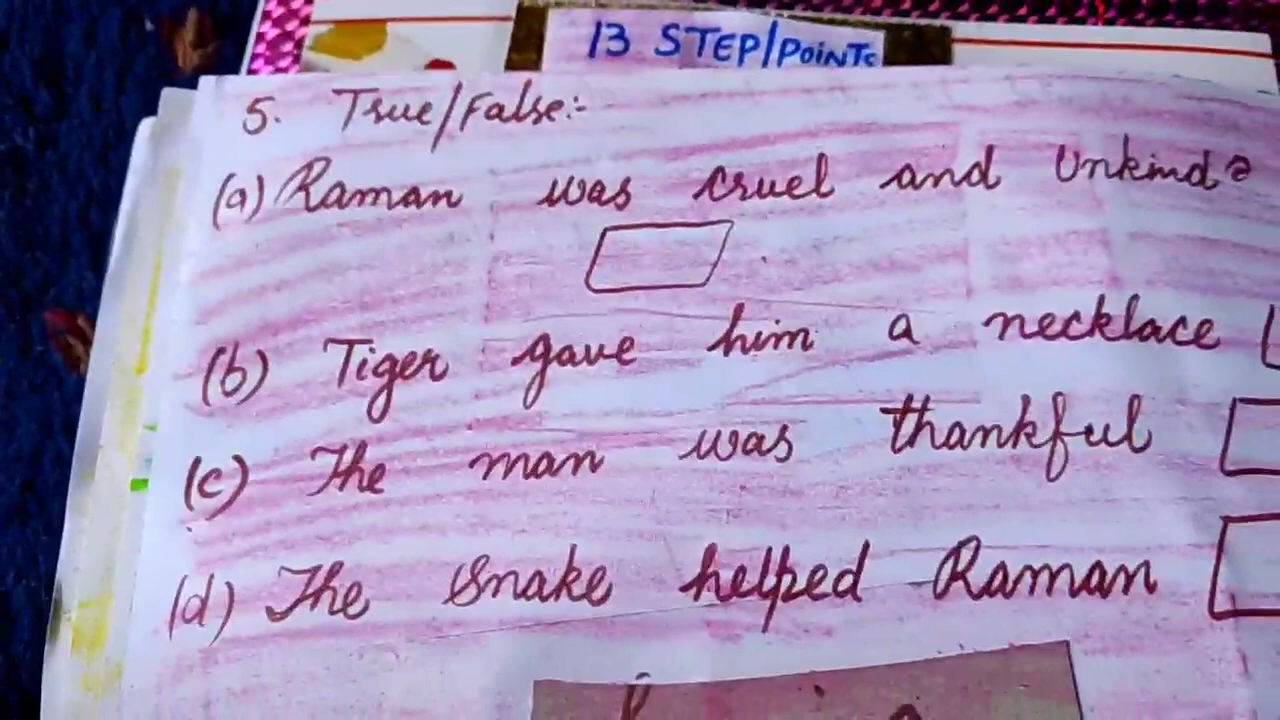 13 STEP/POINTS
5. True/False:-
(a) Raman was cruel and Unkind?
(b) Tiger gave him a necklace
(c) The man was thankful
(d) The Snake helped Raman